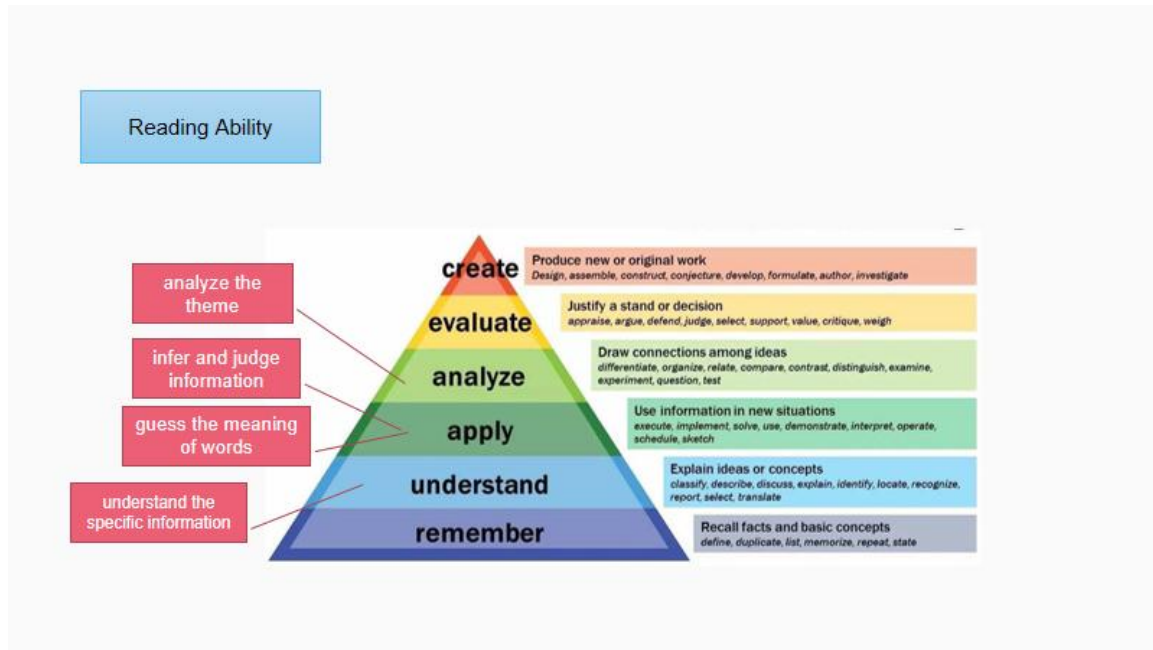 Reading Ability
analyze the
theme
infer and judge
information
guess the meaning
of words
understand the
specific information
create
evaluate
analyze
apply
understand
remember
Produce new or original work
Design, assemble, construct, conjecture, develop, formulate, author, investigate
Justify a stand or decision
appraise, argue, defend, judge, select, support, value, critique, weigh
Draw connections among ideas
differentiate, organize, relate, compare, contrast, distinguish, examine,
experiment, question, test
Use information in new situations
execute, implement, solve, use, demonstrate, interpret, operate,
schedule, sketch
Explain ideas or concepts
classify, describe, discuss, explain, identify, locate, recognize,
report, select, translate
Recall facts and basic concepts
define, duplicate, list, memorize, repeat, state